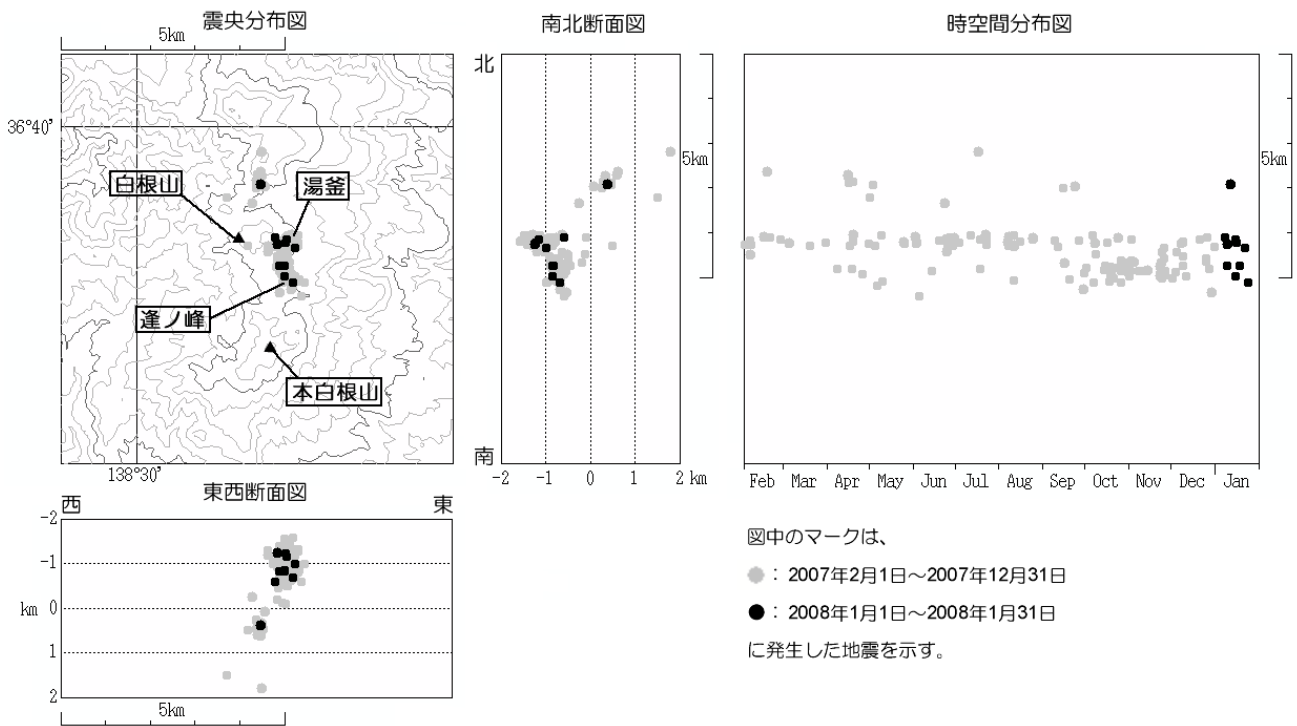 震央分布図
5km
36°40'
白根山
湯釜
逢ノ峰
本白根山
138°30'
南北断面図
北
南
-2 -1 0 1 2 km
時空間分布図
5km
Feb Mar Apr May Jun Jul Aug Sep Oct Nov Dec Jan
東西断面図
西 東
-2
-1
km 0
1
2
5km
図中のマークは、
●：2007年2月1日～2007年12月31日
●：2008年1月1日～2008年1月31日
に発生した地震を示す。